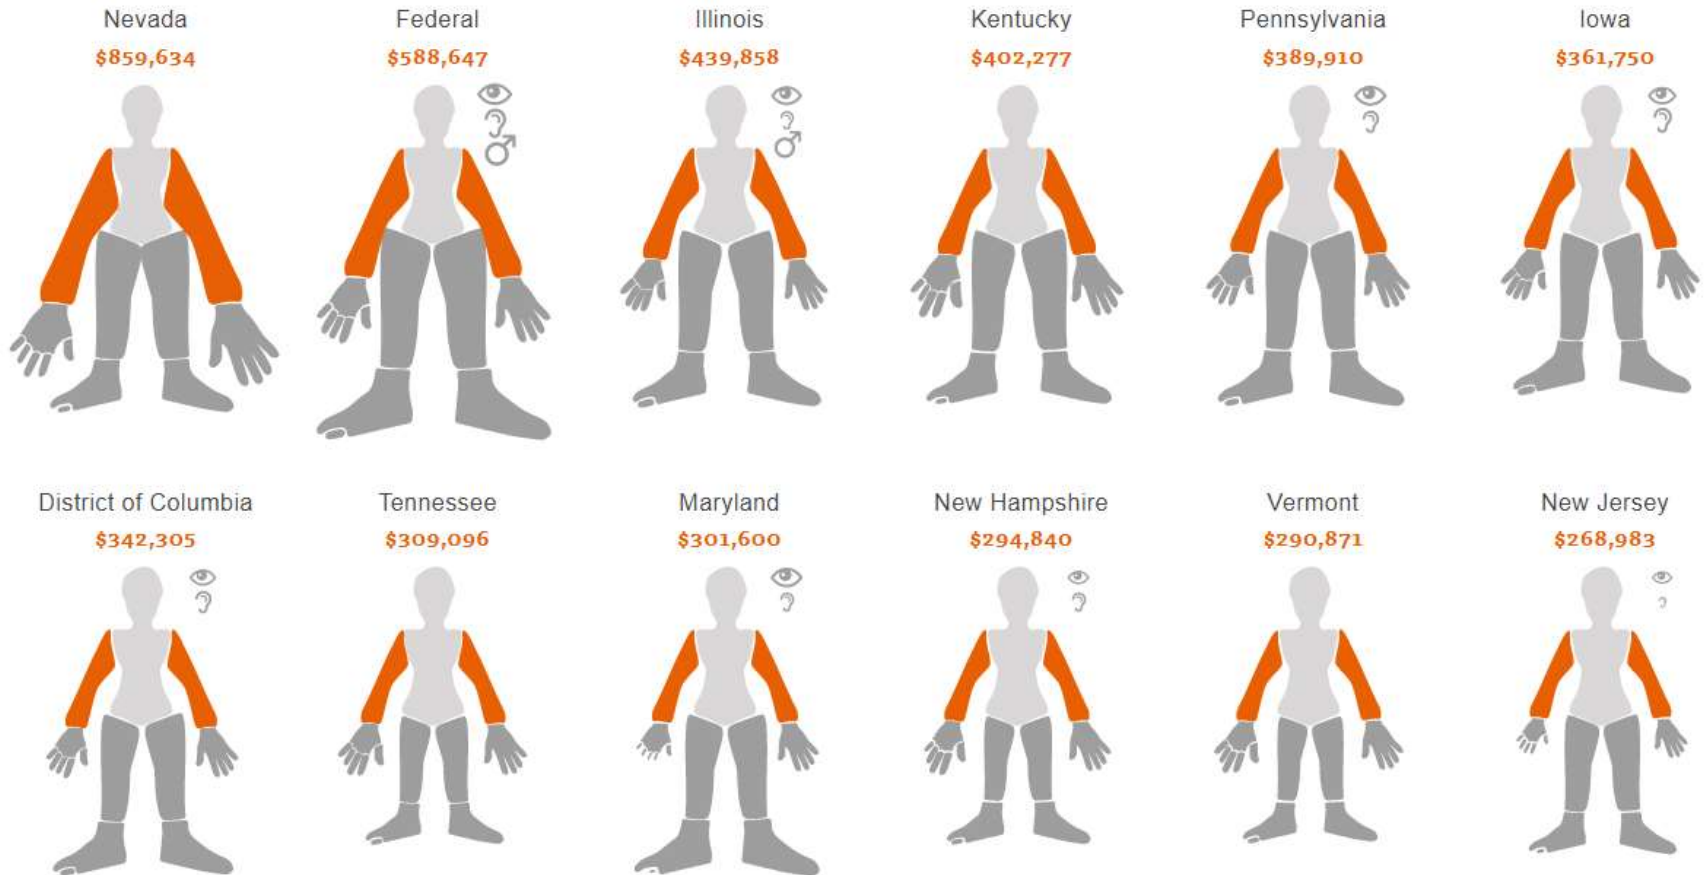 Nevada
Federal
Illinois
Kentucky
Pennsylvania
Iowa
$859,634
$588,647
$439,858
$402,277
$389,910
$361,750
District of Columbia
Tennessee
Maryland
New Hampshire
Vermont
New Jersey
$342,305
$309,096
$301,600
$294,840
$290,871
$268,983